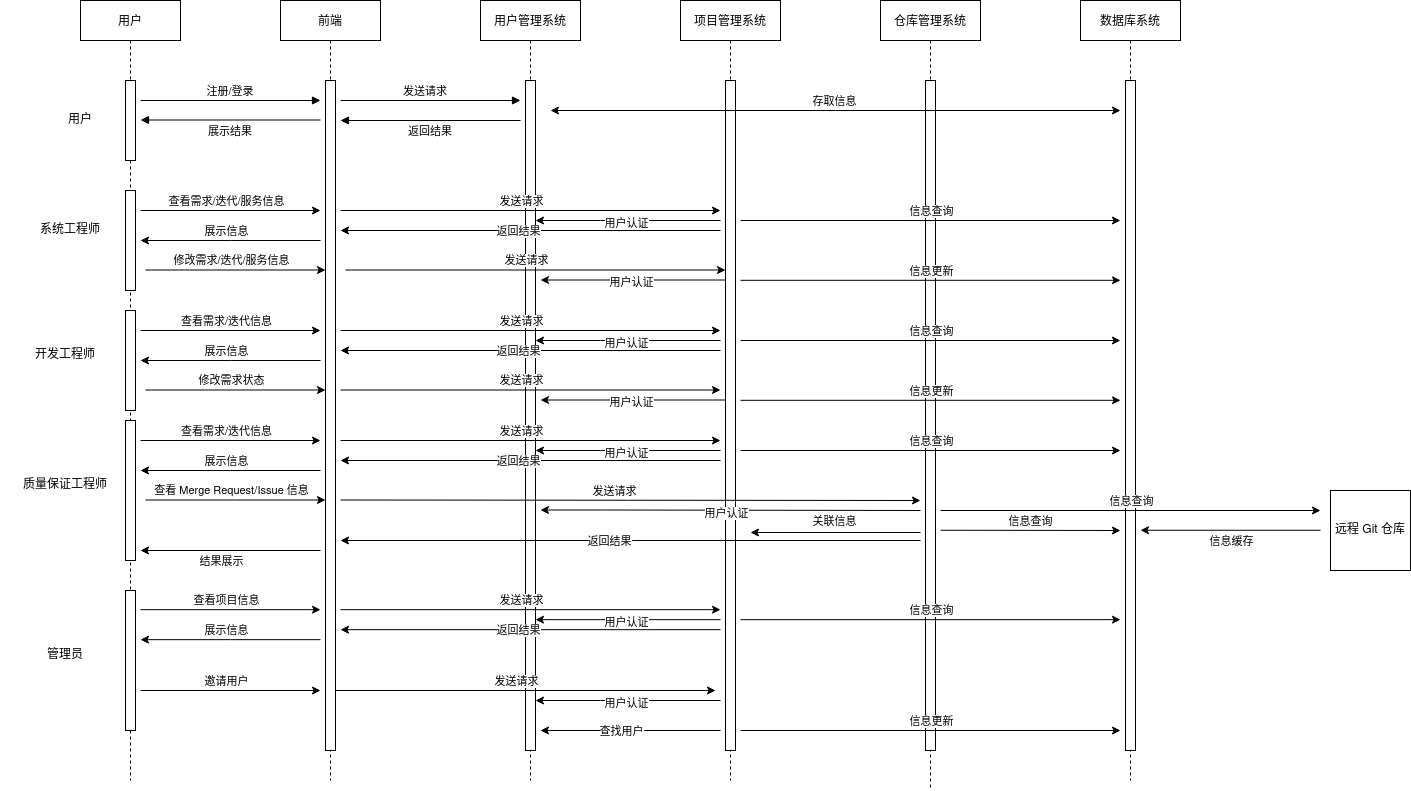 用户
前端
用户管理系统
项目管理系统
仓库管理系统
数据库系统
用户
注册/登录
发送请求
存取信息
展示结果
返回结果
系统工程师
查看需求/迭代/服务信息
发送请求
信息查询
用户认证
展示信息
返回结果
修改需求/迭代/服务信息
发送请求
信息更新
用户认证
开发工程师
查看需求/迭代信息
发送请求
信息查询
用户认证
展示信息
返回结果
修改需求状态
发送请求
信息更新
用户认证
质量保证工程师
查看需求/迭代信息
发送请求
信息查询
用户认证
展示信息
返回结果
查看 Merge Request/Issue 信息
发送请求
信息查询
用户认证
关联信息
信息查询
远程 Git 仓库
返回结果
信息缓存
结果展示
管理员
查看项目信息
发送请求
信息查询
用户认证
展示信息
返回结果
邀请用户
发送请求
用户认证
信息更新
查找用户